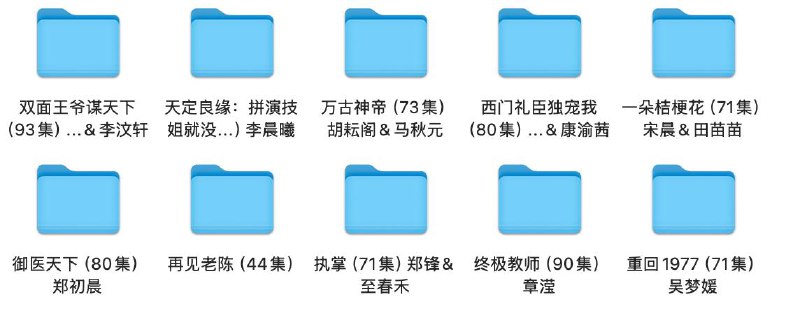 双面王爷谋天下
(93集) ...&李汶轩
天定良缘：拼演技
姐就没...) 李晨曦
万古神帝 (73集)
胡耘阁&马秋元
西门礼臣独宠我
(80集) ...&康渝茜
一朵桔梗花 (71集)
宋晨&田苗苗
御医天下 (80集)
郑初晨
再见老陈 (44集)
执掌 (71集) 郑锋&
至春禾
终极教师 (90集)
章滢
重回1977 (71集)
吴梦媛